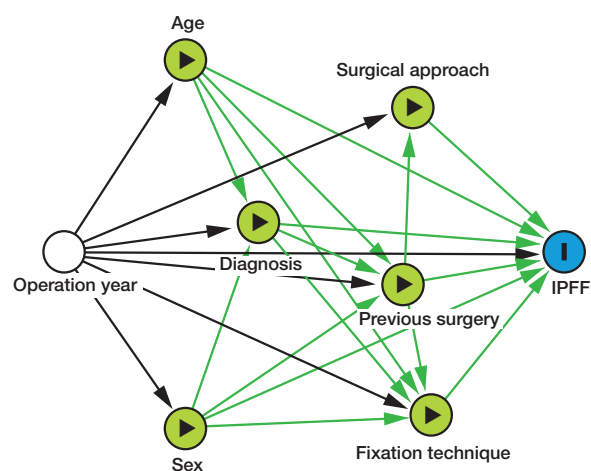 Age
Surgical approach
Diagnosis
Operation year
IPFF
Previous surgery
Fixation technique
Sex